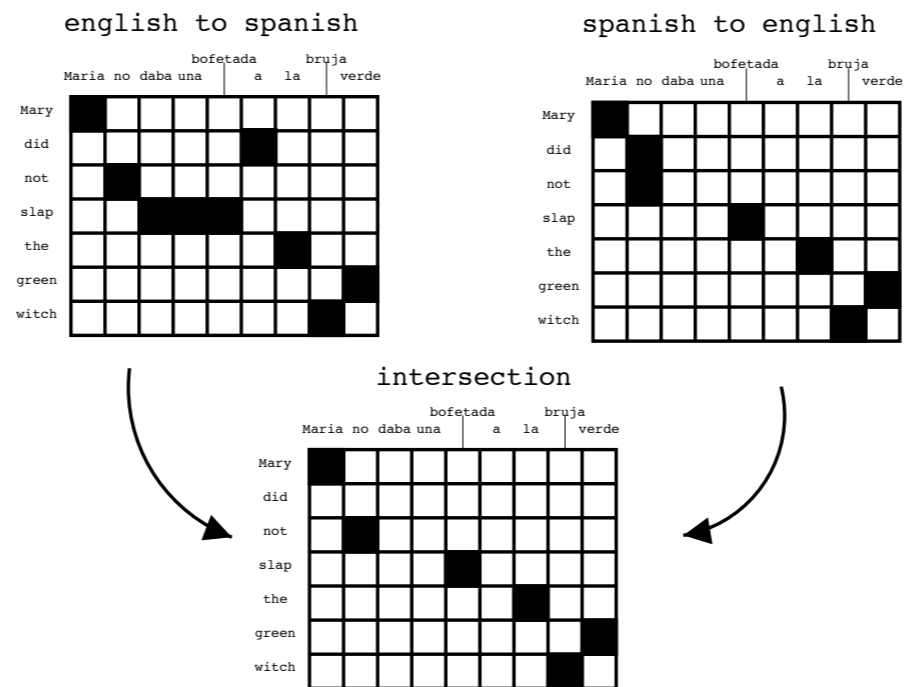 english to spanish
bofetada bruja
Maria no daba una a la verde
Mary
did
not
slap
the
green
witch
spanish to english
bofetada bruja
Maria no daba una a la verde
Mary
did
not
slap
the
green
witch
intersection
bofetada bruja
Maria no daba una a la verde
Mary
did
not
slap
the
green
witch